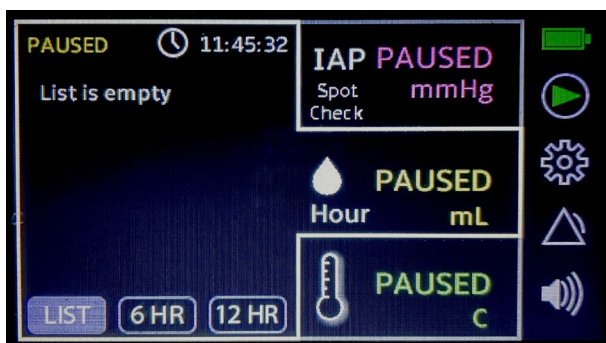 PAUSED 11:45:32
List is empty
LIST 6 HR 12 HR
IAP PAUSED
Spot Check mmHg
PAUSED
Hour mL
PAUSED
C